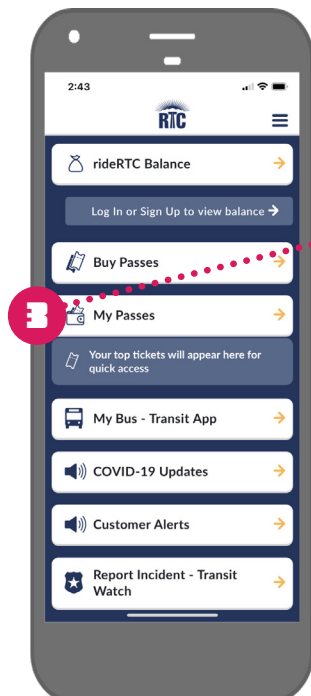 2:43
RTC
rideRTC Balance
Log In or Sign Up to view balance
Buy Passes
3
My Passes
Your top tickets will appear here for
quick access
My Bus - Transit App
COVID-19 Updates
Customer Alerts
Report Incident - Transit
Watch